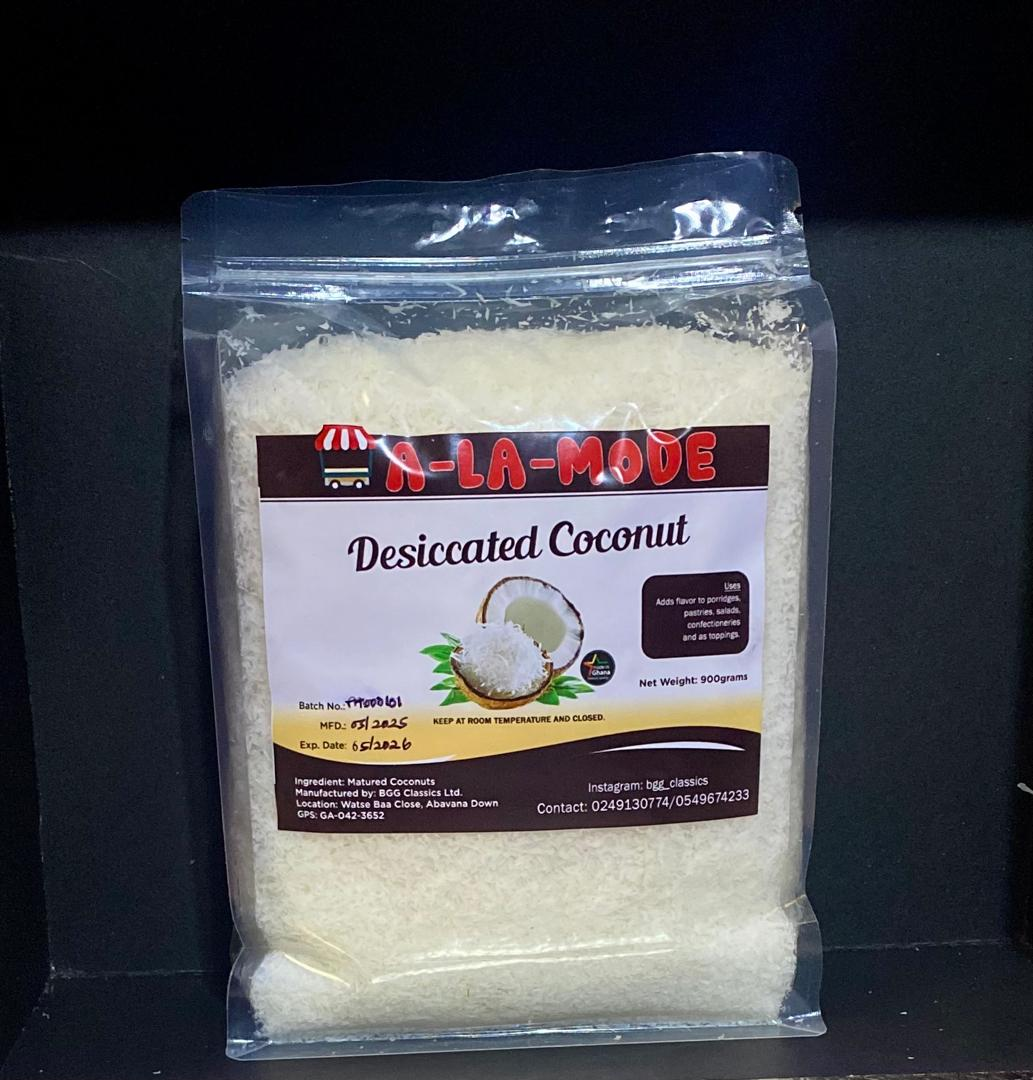 A-LA-MODE
Desiccated Coconut
Uses
Adds flavor to porridges,
pastries, salads,
confectioneries
and as toppings.
Ghana
Net Weight: 900grams
Batch No.:
MFD.: 05/2025
Exp. Date: 05/2026
KEEP AT ROOM TEMPERATURE AND CLOSED.
Ingredient: Matured Coconuts
Manufactured by: BGG Classics Ltd.
Location: Watse Baa Close, Abavana Down
GPS: GA-042-3652
Instagram: bgg_classics
Contact: 0249130774/0549674233